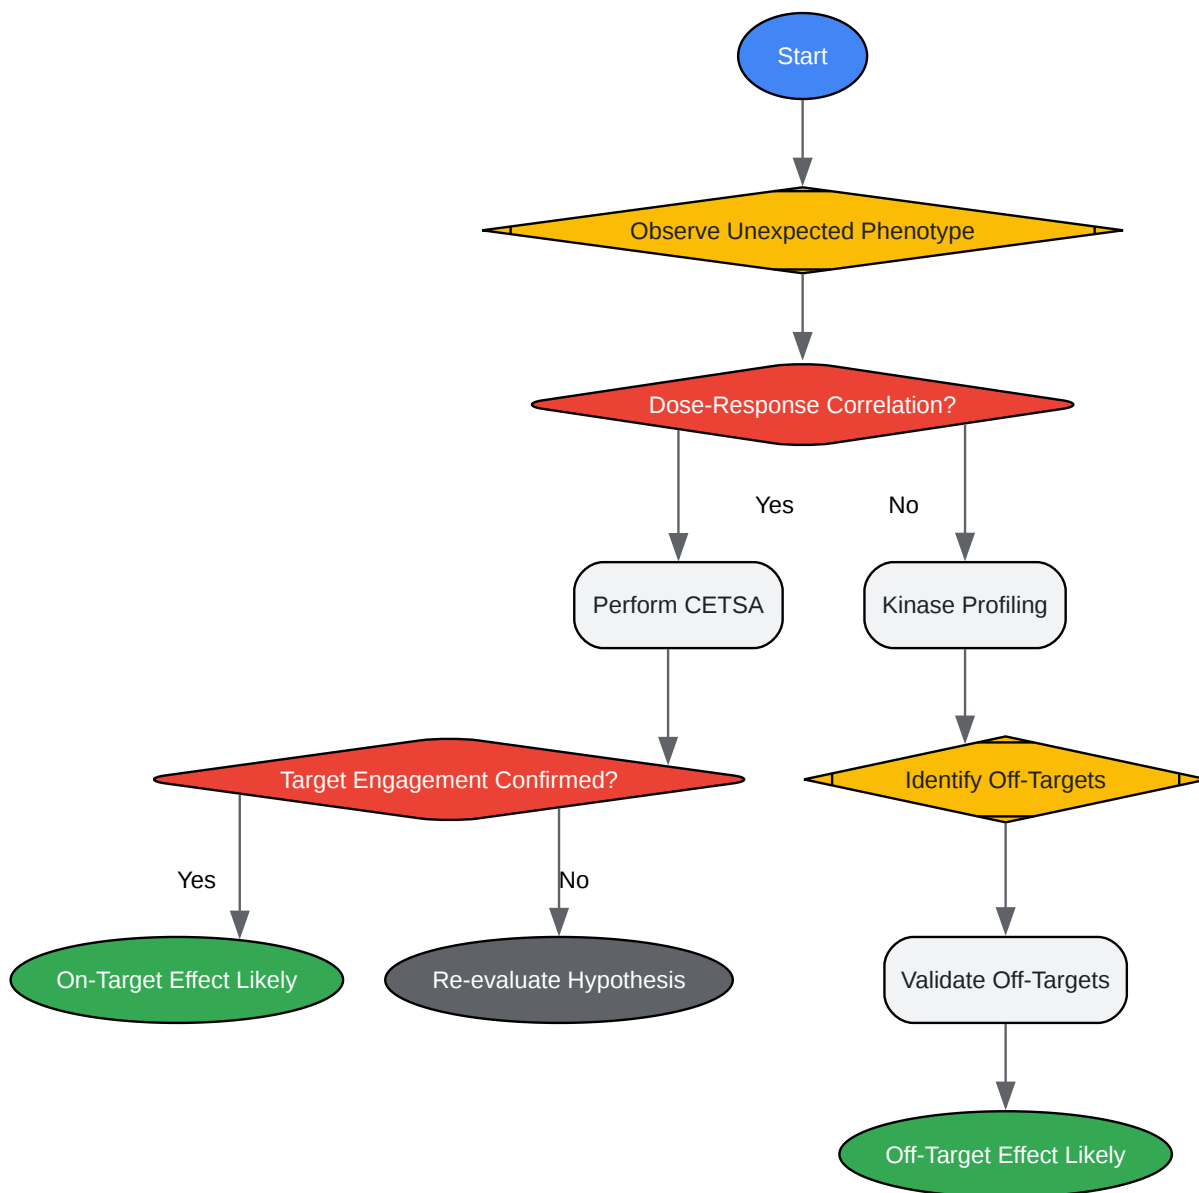 Start
Observe Unexpected Phenotype
Dose-Response Correlation?
Yes
No
Perform CETSA
Kinase Profiling
Target Engagement Confirmed?
Identify Off-Targets
Yes
No
On-Target Effect Likely
Re-evaluate Hypothesis
Validate Off-Targets
Off-Target Effect Likely